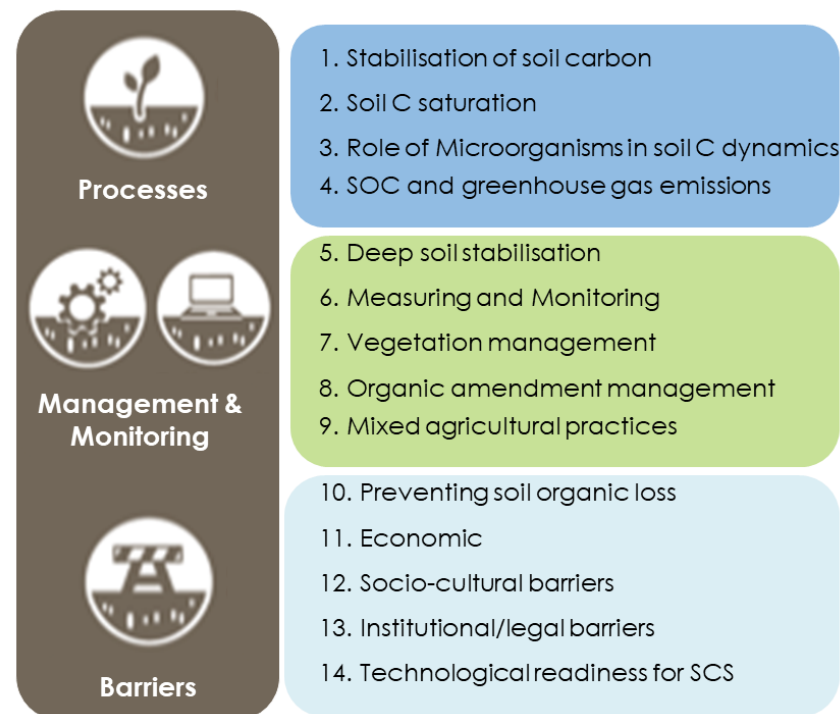 Processes
1. Stabilisation of soil carbon
2. Soil C saturation
3. Role of Microorganisms in soil C dynamics
4. SOC and greenhouse gas emissions
Management &
Monitoring
5. Deep soil stabilisation
6. Measuring and Monitoring
7. Vegetation management
8. Organic amendment management
9. Mixed agricultural practices
Barriers
10. Preventing soil organic loss
11. Economic
12. Socio-cultural barriers
13. Institutional/legal barriers
14. Technological readiness for SCS